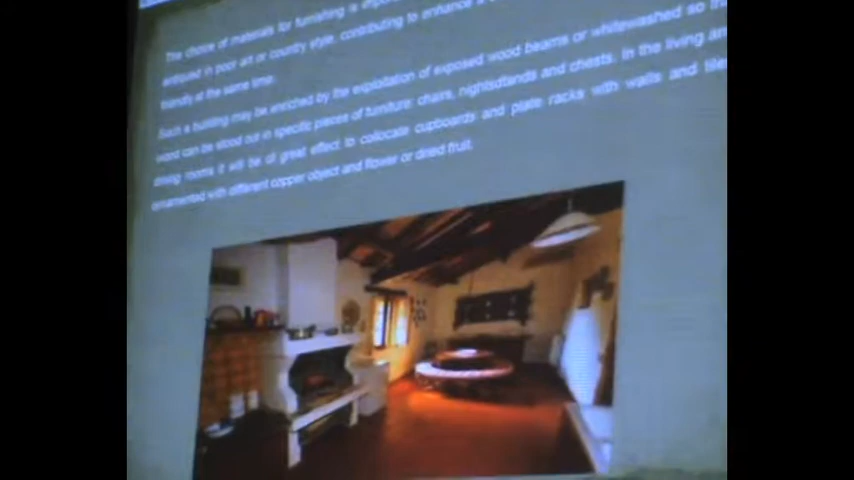 The choice of materials for furnishing is
antiqued in poor art or country style, contributing to enhance a
friendly at the same time.
Such a building may be enriched by the exploitation of exposed wood beams or whitewashed so
wood can be stood out in specific pieces of furniture: chairs, nightsdtands and chests. In the living
dining rooms it will be of great effect to collocate cupboards and plate racks with walls and
ornamented with different copper object and flower or dried fruit.